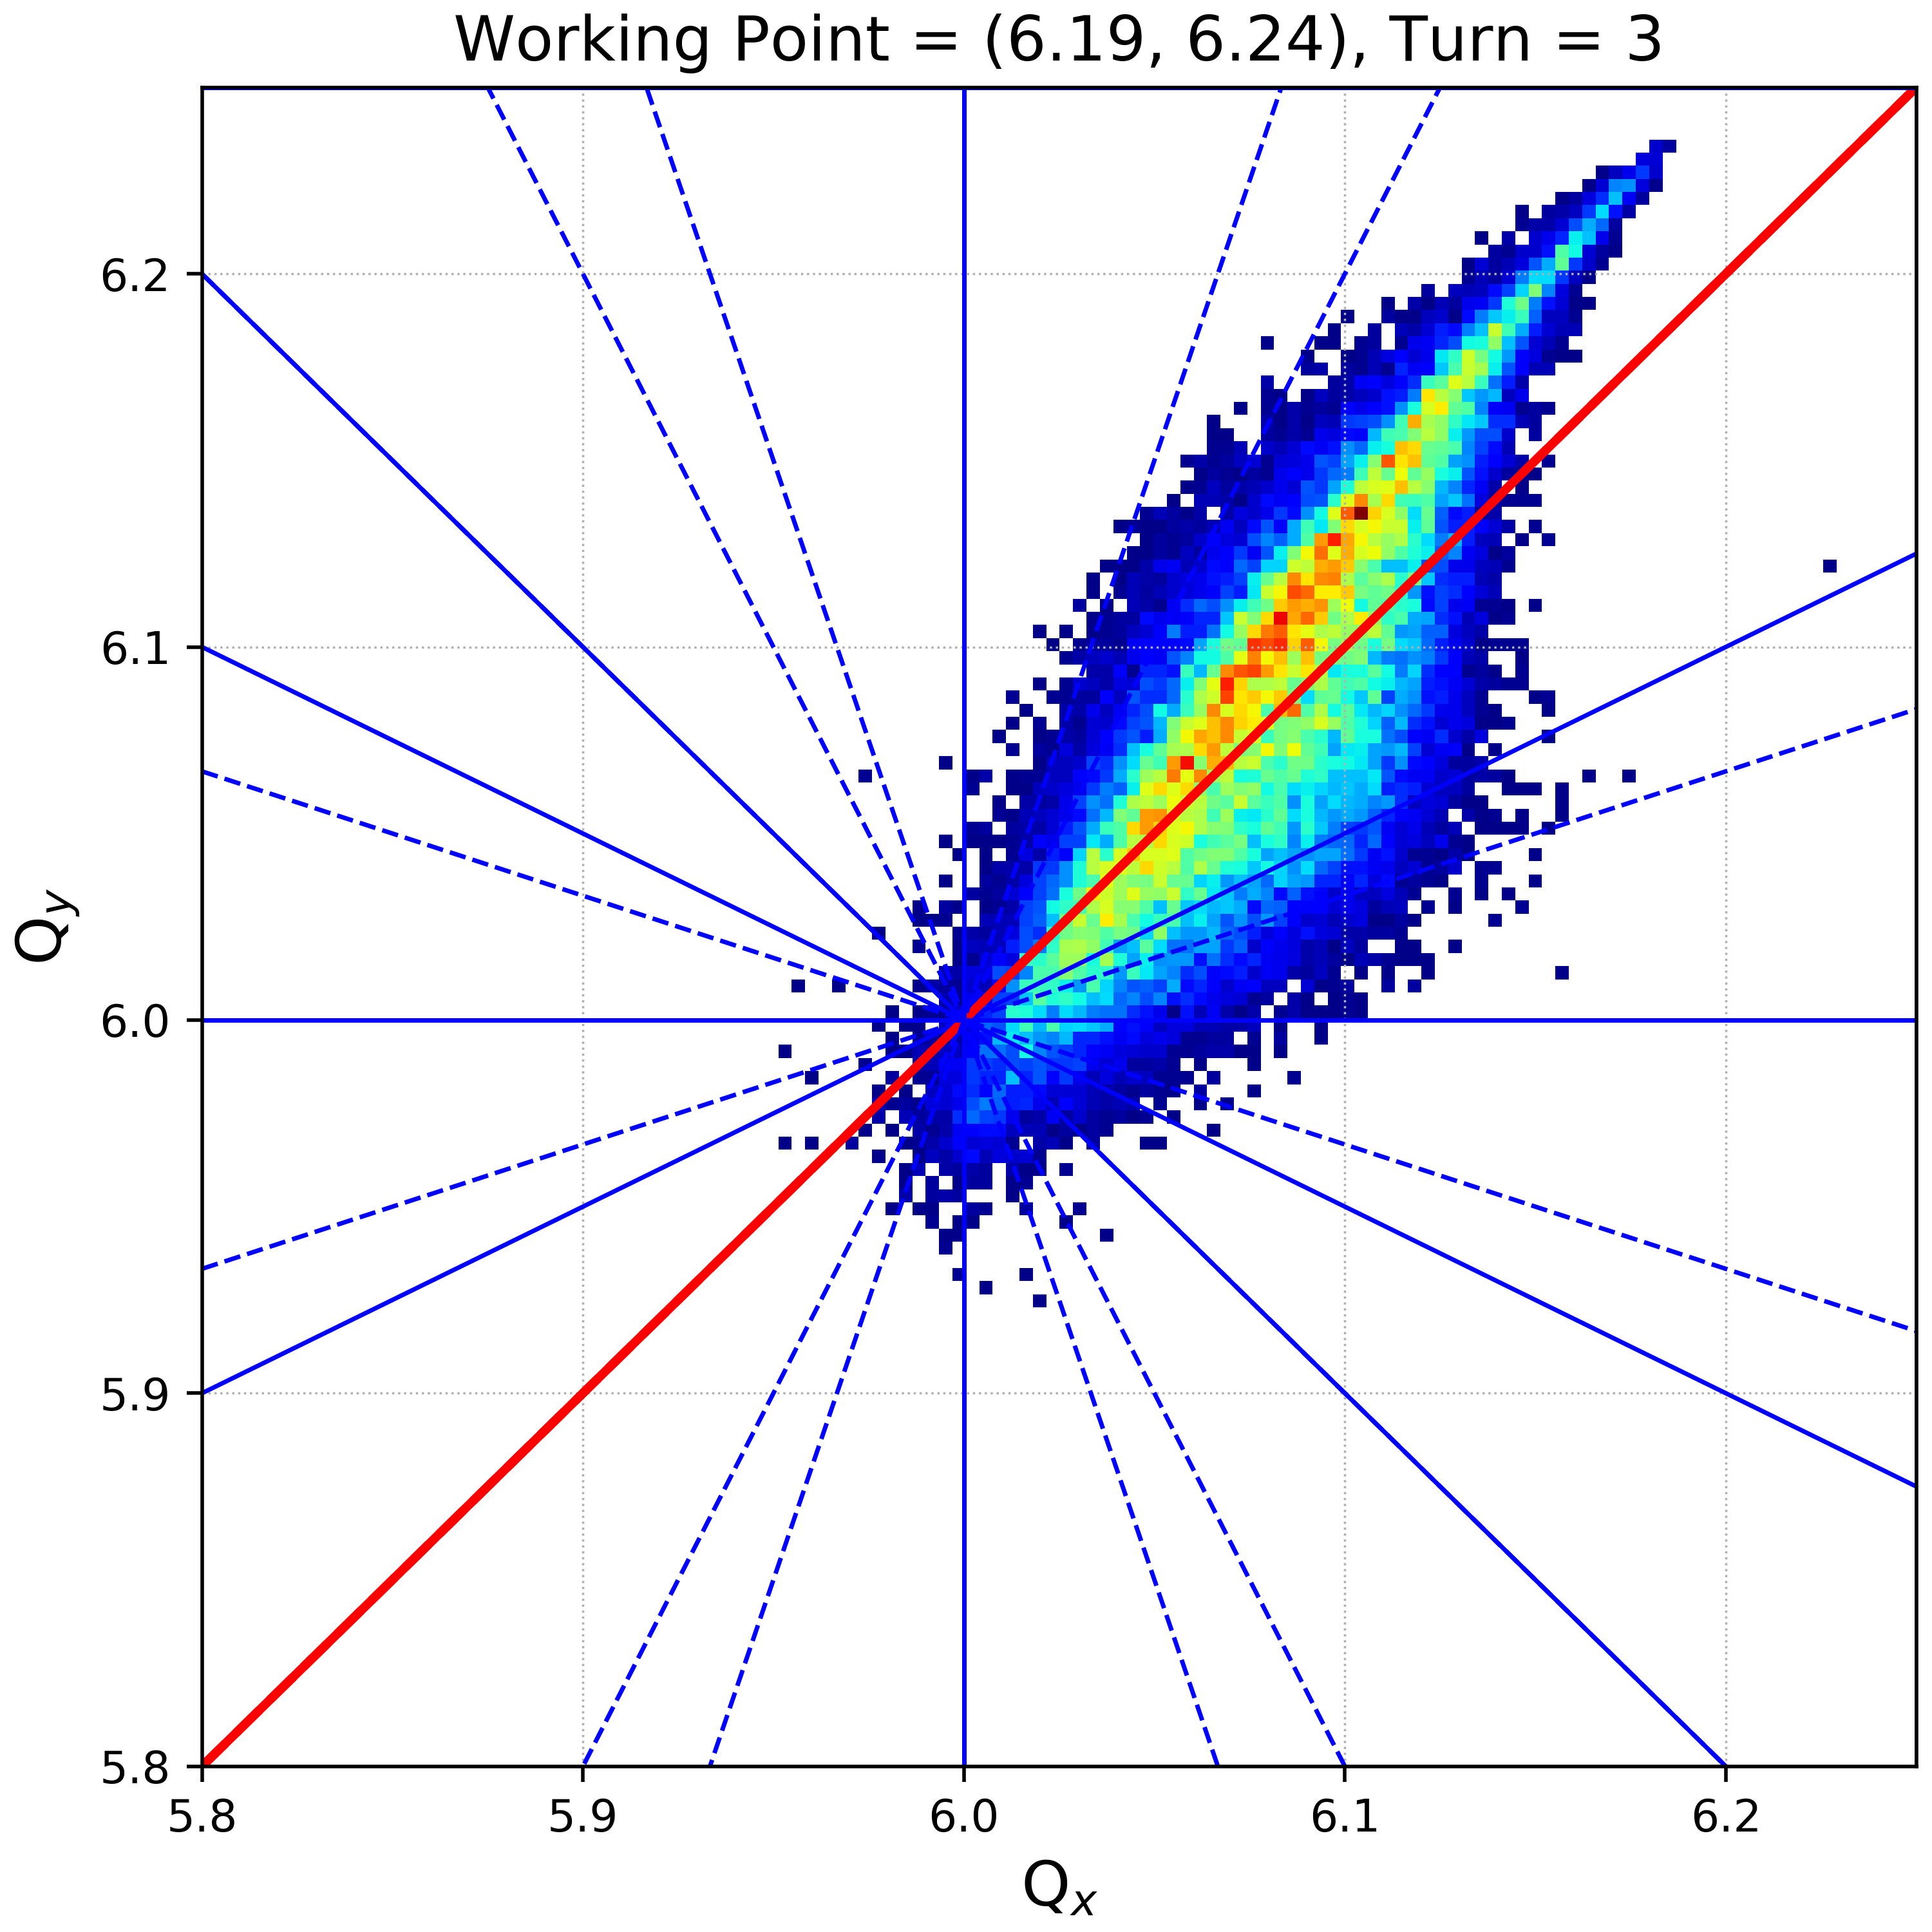 Working Point = (6.19, 6.24), Turn = 3
6.2
6.1
6.0
5.9
5.8
Qy
5.8 5.9 6.0 6.1 6.2
Qx